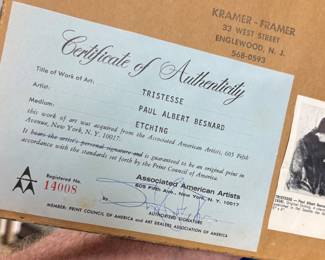 KRAMER - FRAMER
33 WEST STREET
ENGLEWOOD, N. J.
568-0593
Certificate of Authenticity
Title of Work of Art:
TRISTESSE
PAUL ALBERT BESNARD
Medium:
ETCHING
This work of art was acquired from the Associated American Artists, 605 Fifth
Avenue, New York, N. Y. 10017.
It bears the artist's personal signature and is guaranteed to be an original print in
accordance with the standards set forth by the Print Council of America.
Registered No.
14008
Associated American Artists
605 Fifth Ave., New York, N. Y. 10017
AUTHORIZED SIGNATURE
MEMBER: PRINT COUNCIL OF AMERICA and ART DEALERS ASSOCIATION OF AMERICA
TRISTESSE - Paul Albert